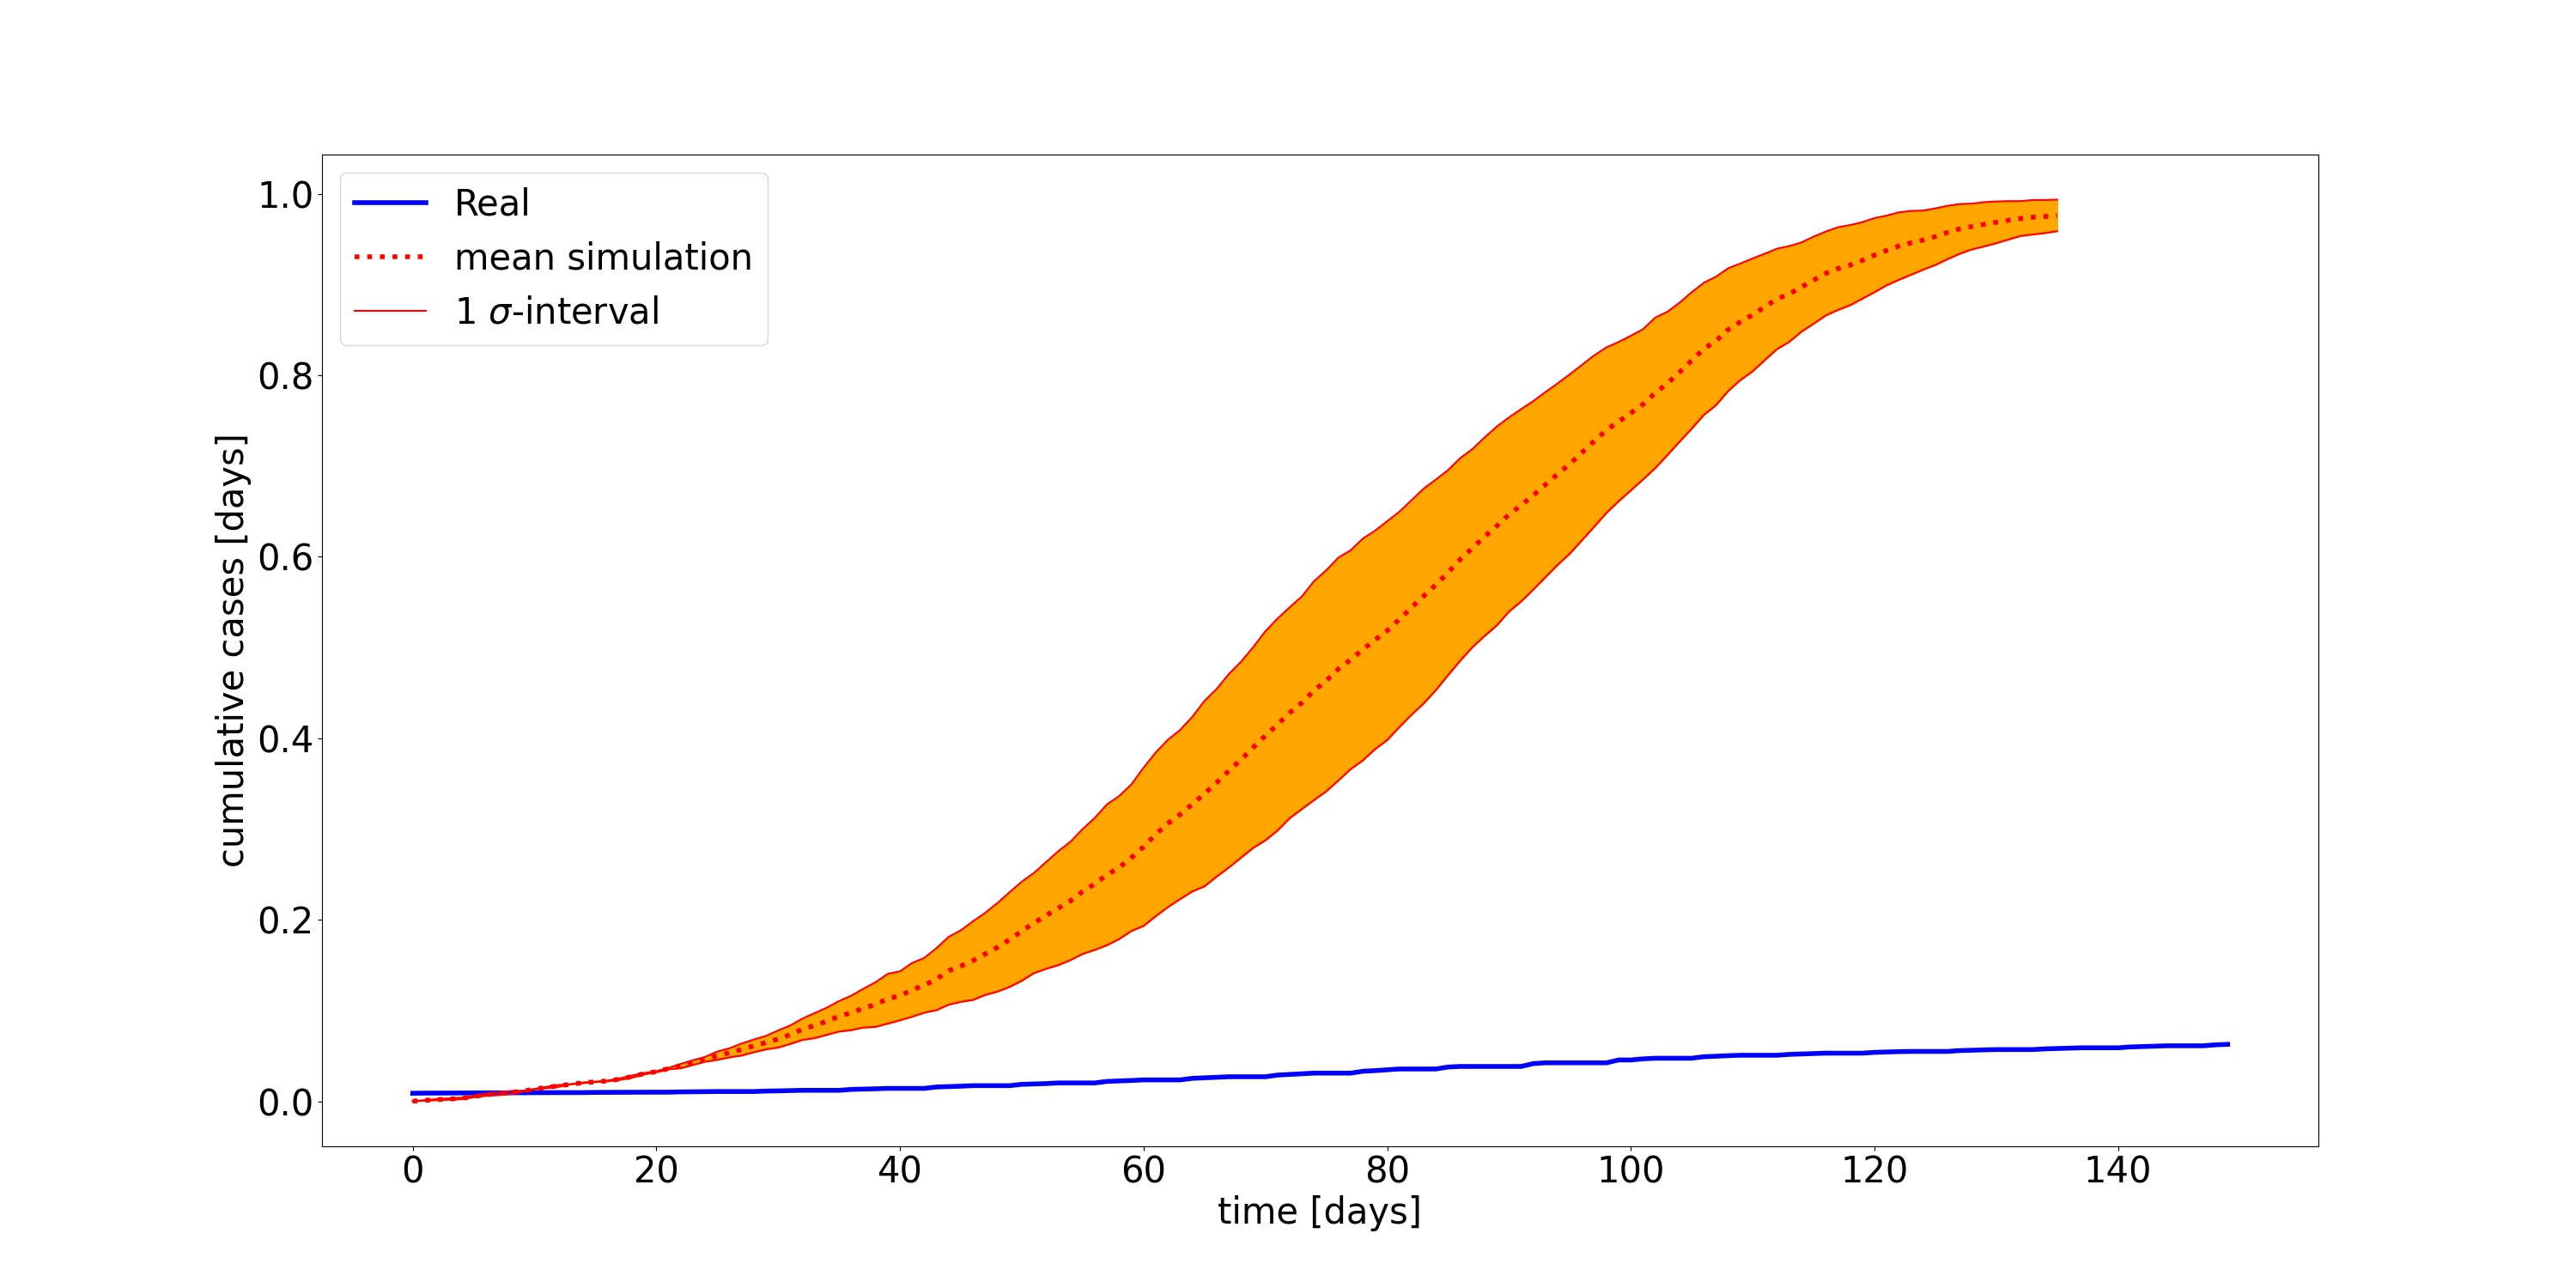 Real
mean simulation
1 σ-interval
1.0
0.8
0.6
0.4
0.2
0.0
cumulative cases [days]
0 20 40 60 80 100 120 140
time [days]